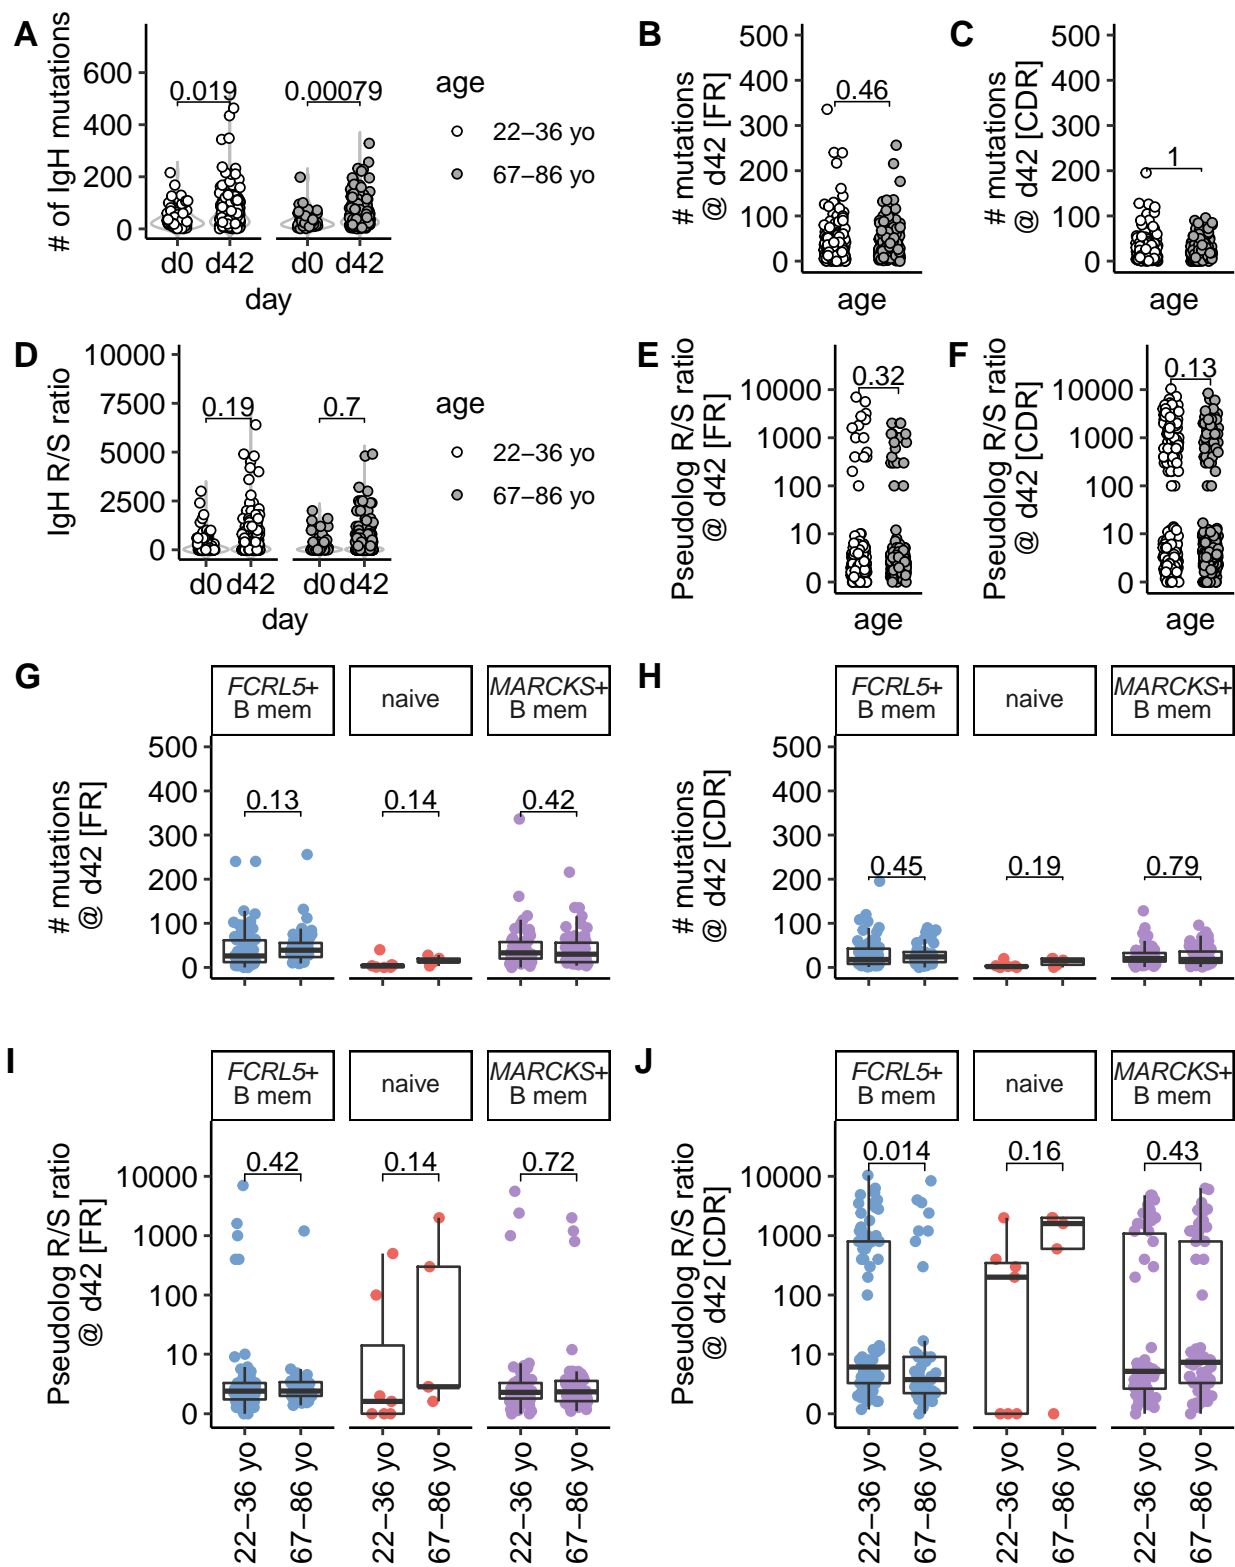 A
# of IgH mutations
600
400
200
0
0.019
0.00079
d0 d42 d0 d42
day
age
22–36 yo
67–86 yo
B
# mutations
@ d42 [FR]
500
400
300
200
100
0
0.46
age
C
# mutations
@ d42 [CDR]
500
400
300
200
100
0
1
age
D
IgH R/S ratio
10000
7500
5000
2500
0
0.19
0.7
d0 d42 d0 d42
day
age
22–36 yo
67–86 yo
E
Pseudolog R/S ratio
@ d42 [FR]
10000
1000
100
10
0
0.32
age
F
Pseudolog R/S ratio
@ d42 [CDR]
10000
1000
100
10
0
0.13
age
G
FCRL5+
B mem
naive
MARCKS+
B mem
# mutations
@ d42 [FR]
500
400
300
200
100
0
0.13
0.14
0.42
H
FCRL5+
B mem
naive
MARCKS+
B mem
# mutations
@ d42 [CDR]
500
400
300
200
100
0
0.45
0.19
0.79
I
FCRL5+
B mem
naive
MARCKS+
B mem
Pseudolog R/S ratio
@ d42 [FR]
10000
1000
100
10
0
0.42
0.14
0.72
22–36 yo
67–86 yo
22–36 yo
67–86 yo
22–36 yo
67–86 yo
J
FCRL5+
B mem
naive
MARCKS+
B mem
Pseudolog R/S ratio
@ d42 [CDR]
10000
1000
100
10
0
0.014
0.16
0.43
22–36 yo
67–86 yo
22–36 yo
67–86 yo
22–36 yo
67–86 yo